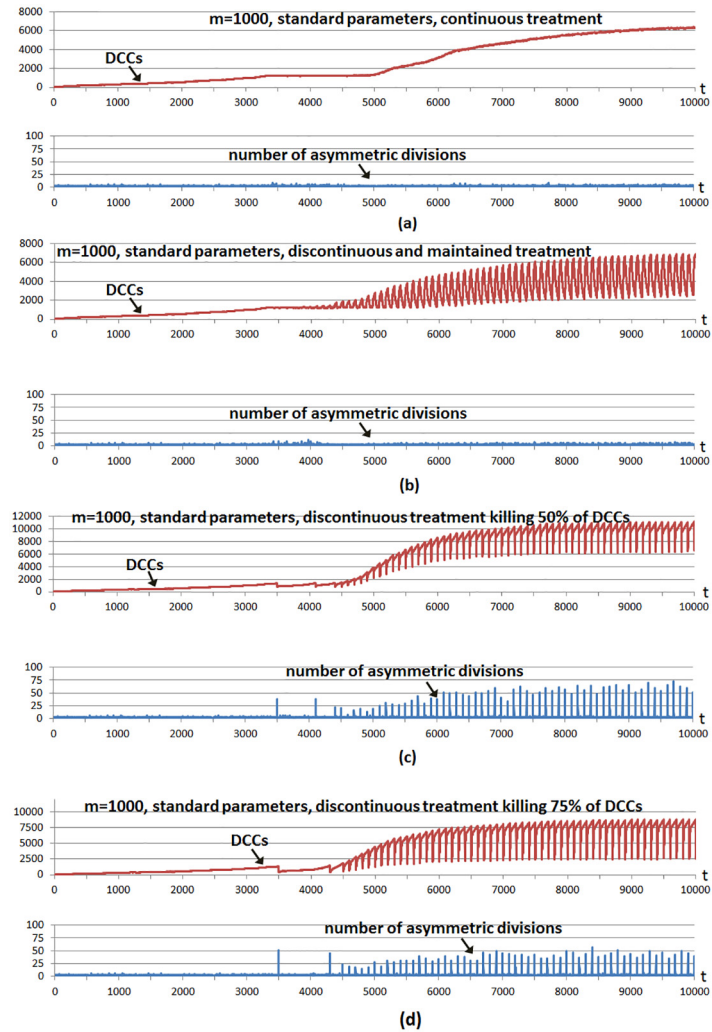 m=1000, standard parameters, continuous treatment
8000
6000
4000
2000
0
DCCs
t
0 1000 2000 3000 4000 5000 6000 7000 8000 9000 10000
100
75
50
25
0
number of asymmetric divisions
0 1000 2000 3000 4000 5000 6000 7000 8000 9000 10000
(a)
m=1000, standard parameters, discontinuous and maintained treatment
8000
6000
4000
2000
0
DCCs
t
0 1000 2000 3000 4000 5000 6000 7000 8000 9000 10000
100
75
50
25
0
number of asymmetric divisions
0 1000 2000 3000 4000 5000 6000 7000 8000 9000 10000
(b)
m=1000, standard parameters, discontinuous treatment killing 50% of DCCs
12000
10000
8000
6000
4000
2000
0
DCCs
t
0 1000 2000 3000 4000 5000 6000 7000 8000 9000 10000
100
75
50
25
0
number of asymmetric divisions
0 1000 2000 3000 4000 5000 6000 7000 8000 9000 10000
(c)
m=1000, standard parameters, discontinuous treatment killing 75% of DCCs
10000
7500
5000
2500
0
DCCs
t
0 1000 2000 3000 4000 5000 6000 7000 8000 9000 10000
100
75
50
25
0
number of asymmetric divisions
0 1000 2000 3000 4000 5000 6000 7000 8000 9000 10000
(d)